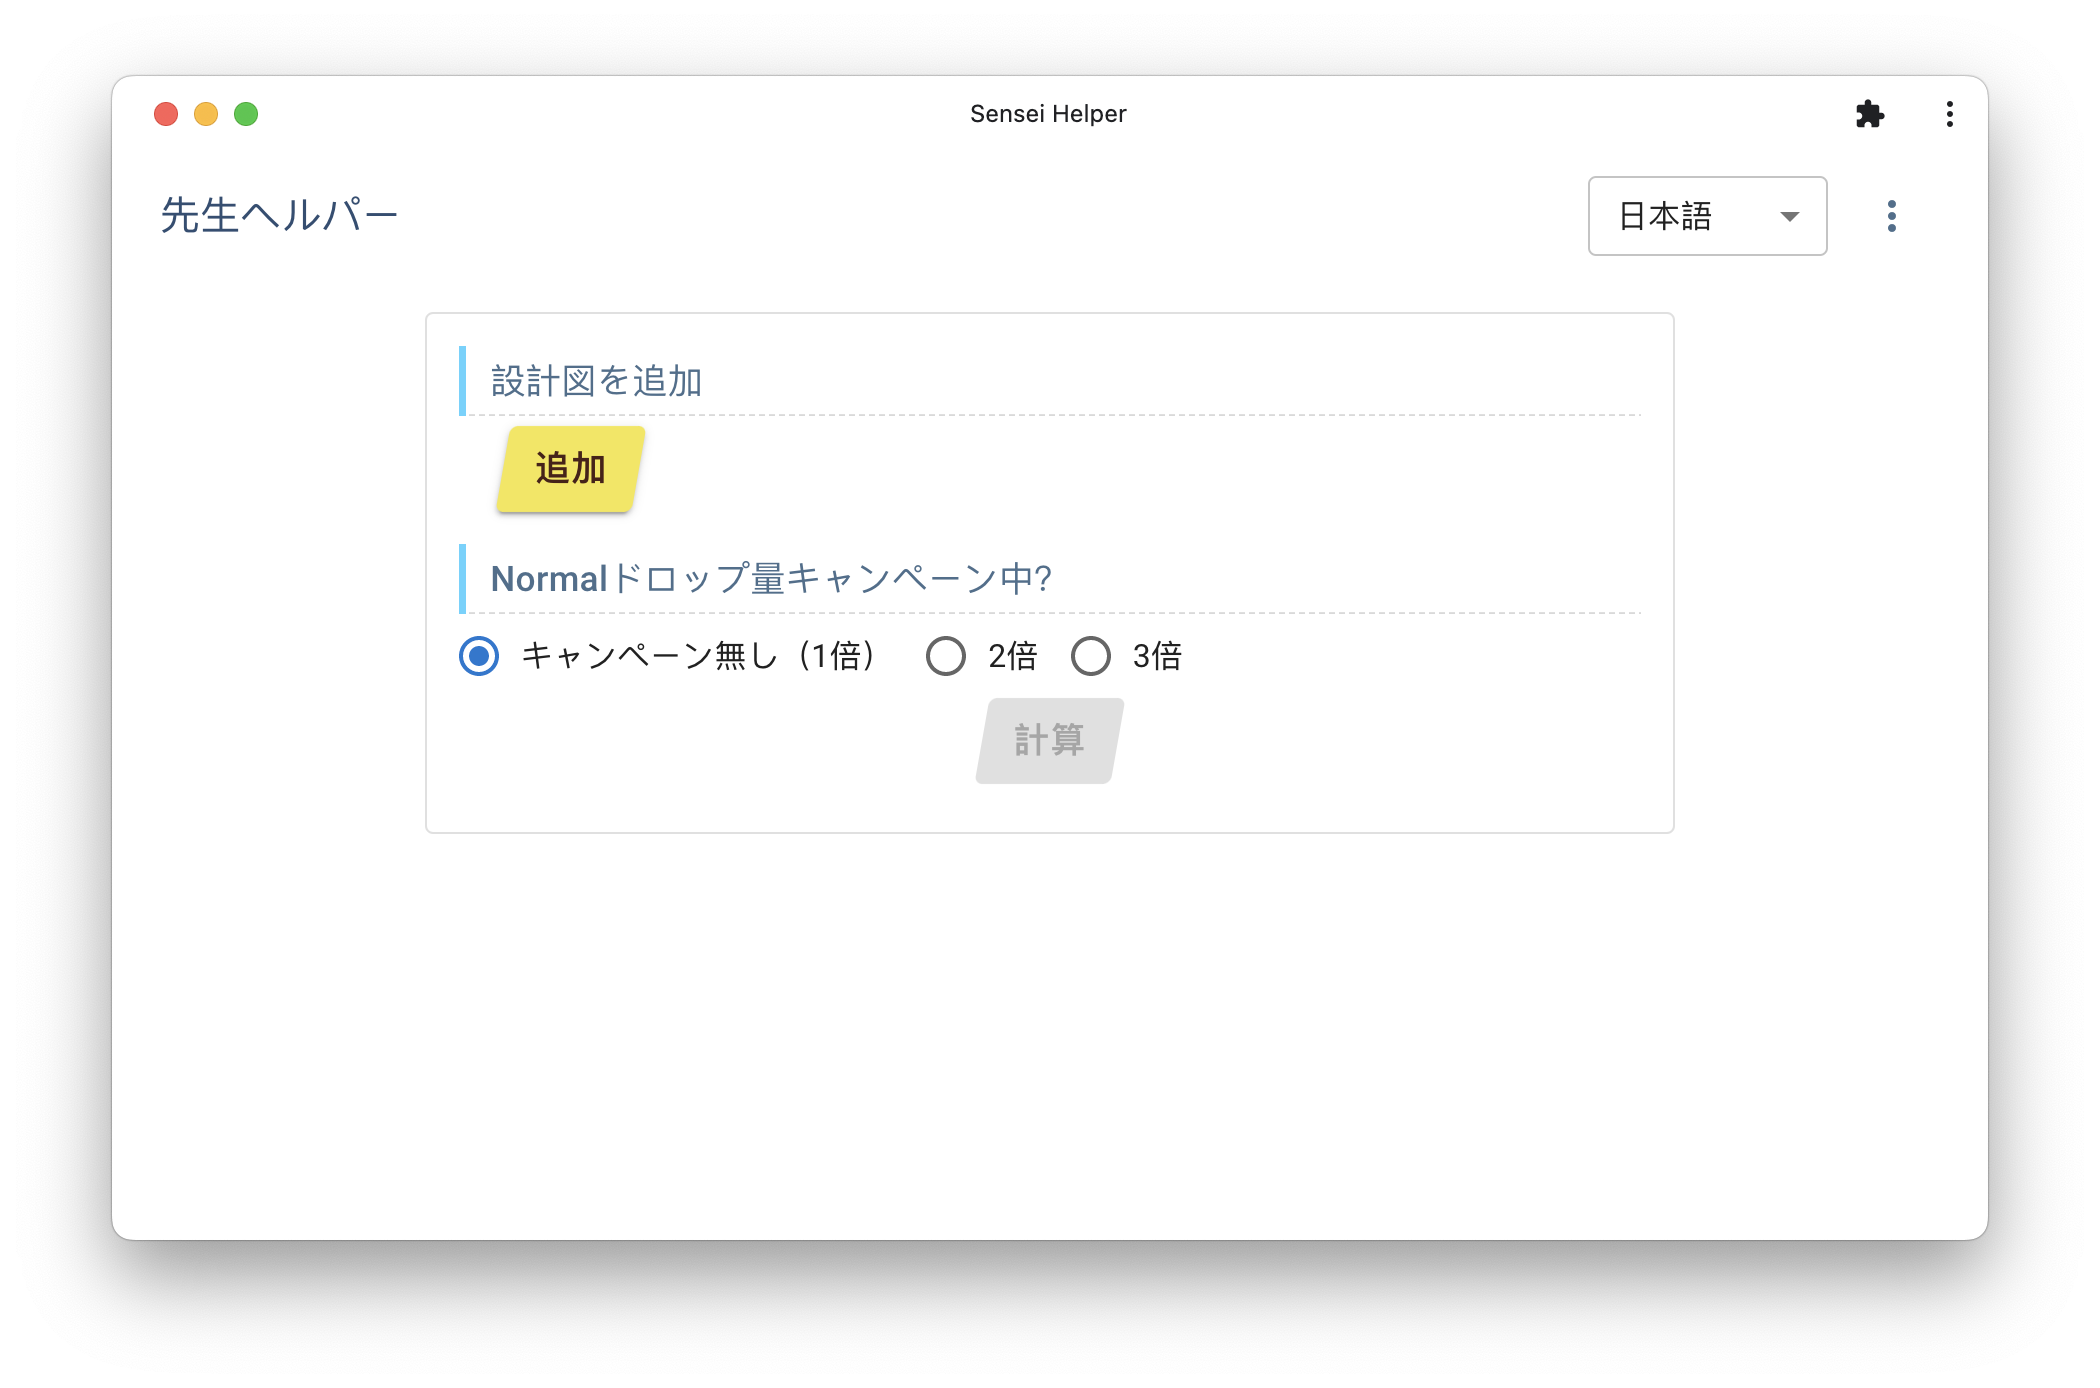 Sensei Helper
先生ヘルパー
日本語
設計図を追加
追加
Normalドロップ量キャンペーン中?
キャンペーン無し（1倍） 2倍 3倍
計算